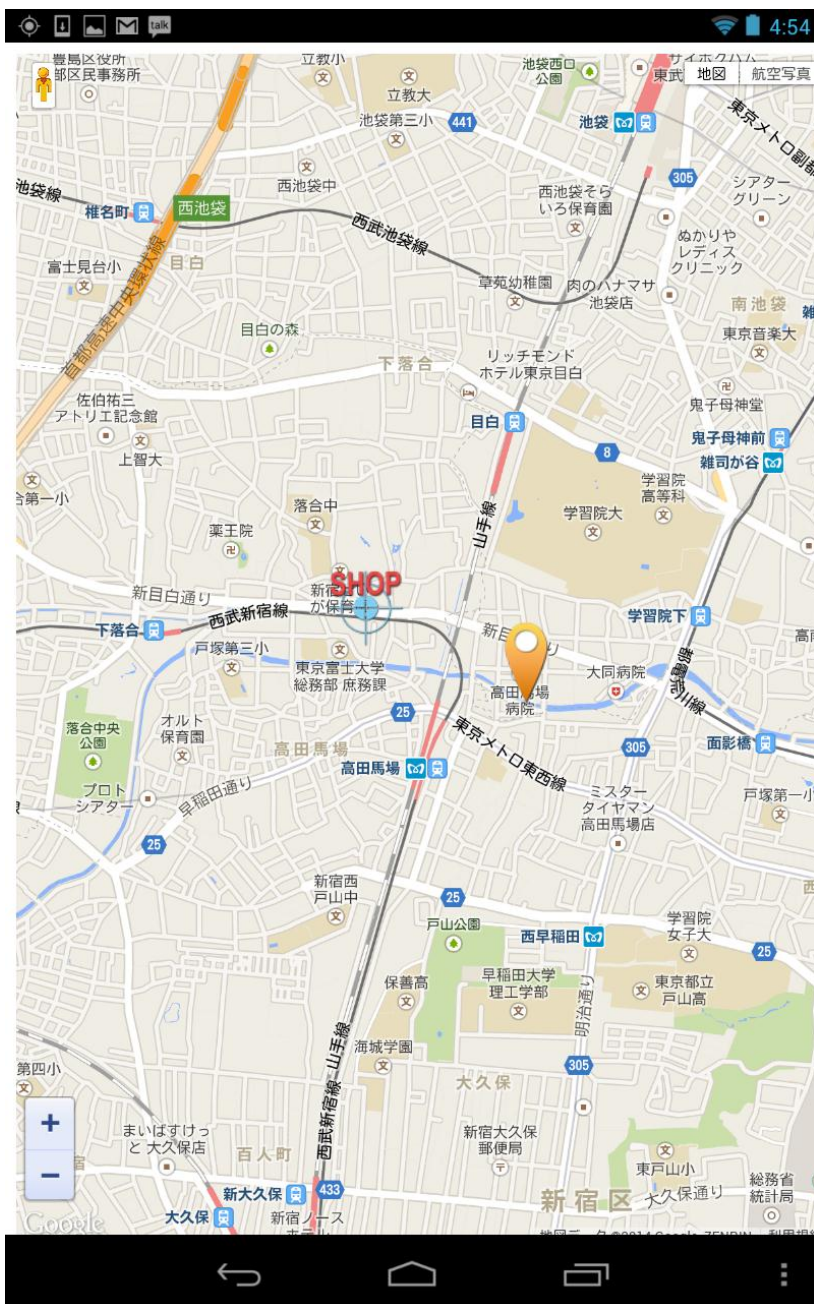 talk
4:54
豊島区役所
部区民事務所
立教小
立教大
池袋西口
公園
東武
地図
航空写真
池袋第三小
441
池袋
東京メトロ副都
西池袋中
305
西池袋そら
いろ保育園
シアター
グリーン
池袋線
椎名町
西池袋
西武池袋線
ぬかりや
レディス
クリニック
富士見台小
目白
草苑幼稚園
肉のハナマサ
池袋店
南池袋
雑
首都高速中央環状線
目白の森
東京音楽大
下落合
リッチモンド
ホテル東京目白
佐伯祐三
アトリエ記念館
鬼子母神堂
目白
鬼子母神前
上智大
8
雑司が谷
合第一小
学習院
高等科
落合中
学習院大
薬王院
山手線
SHOP
新目白通り
が保育
西武新宿線
学習院下
下落合
戸塚第三小
高南
東京富士大学
総務部 庶務課
大同病院
都電荒川線
高田馬場
病院
25
オルト
保育園
落合中央
公園
高田馬場
東京メトロ東西線
305
面影橋
高田馬場
プロト
シアター
早稲田通り
ミスター
タイヤマン
高田馬場店
戸塚第一小
25
新宿西
戸山中
25
西
戸山公園
西早稲田
学習院
女子大
25
保善高
早稲田大学
理工学部
東京都立
戸山高
明治通り
海城学園
西武新宿線
山手線
第四小
305
大久保
+
まいばすけっ
と 大久保店
新宿大久保
郵便局
百人町
−
東戸山小
新大久保
433
新宿区
大久保通り
総務省
統計局
Google
大久保
新宿ノース